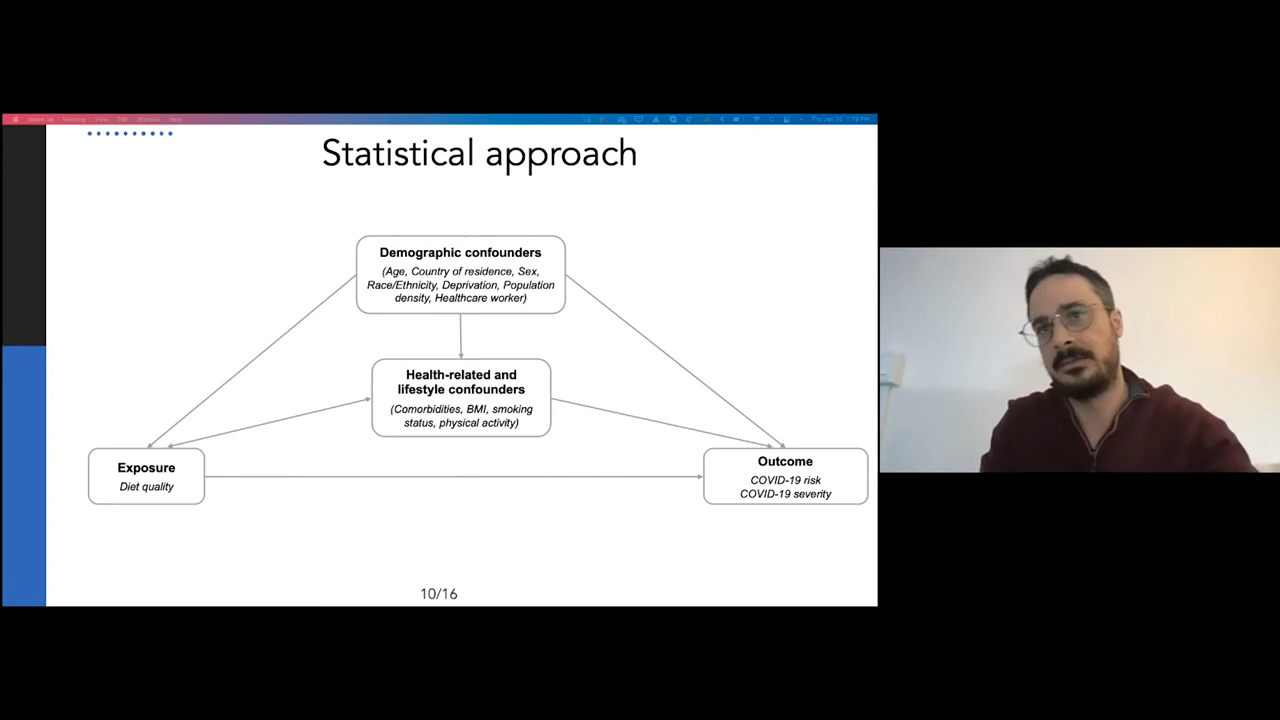 Statistical approach
Demographic confounders
(Age, Country of residence, Sex,
Race/Ethnicity, Deprivation, Population
density, Healthcare worker)
Health-related and
lifestyle confounders
(Comorbidities, BMI, smoking
status, physical activity)
Exposure
Diet quality
Outcome
COVID-19 risk
COVID-19 severity
10/16